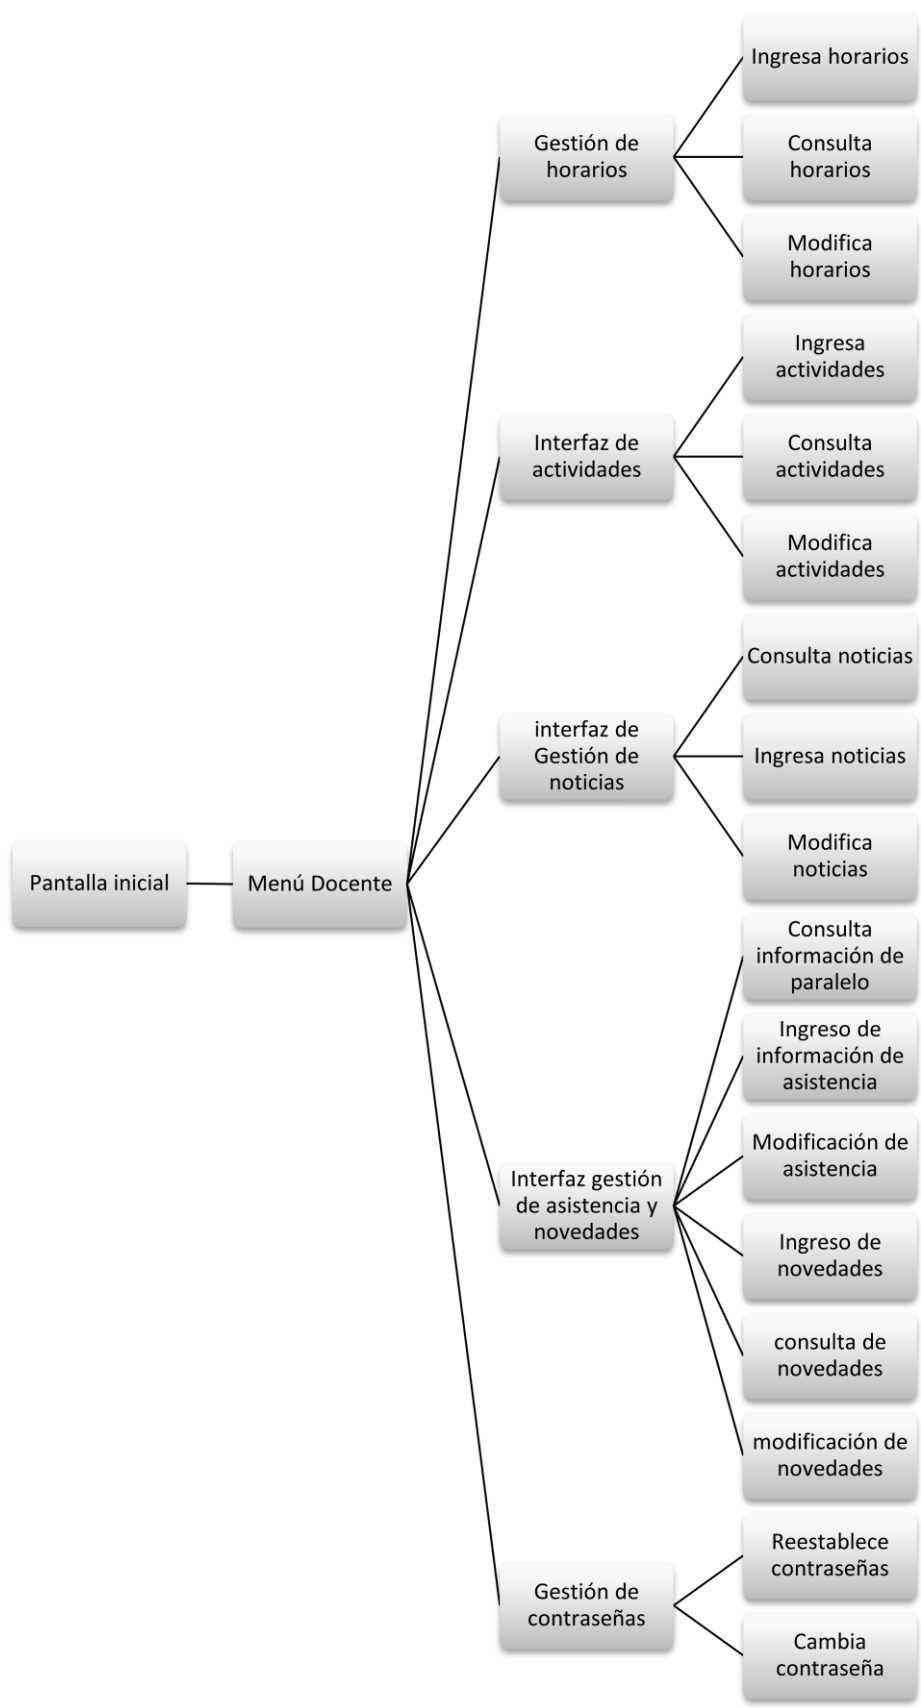 Pantalla inicial
Menú Docente
Gestión de
horarios
Ingresa horarios
Consulta
horarios
Modifica
horarios
Interfaz de
actividades
Ingresa
actividades
Consulta
actividades
Modifica
actividades
interfaz de
Gestión de
noticias
Consulta noticias
Ingresa noticias
Modifica
noticias
Interfaz gestión
de asistencia y
novedades
Consulta
información de
paralelo
Ingreso de
información de
asistencia
Modificación de
asistencia
Ingreso de
novedades
consulta de
novedades
modificación de
novedades
Gestión de
contraseñas
Reestablece
contraseñas
Cambia
contraseña